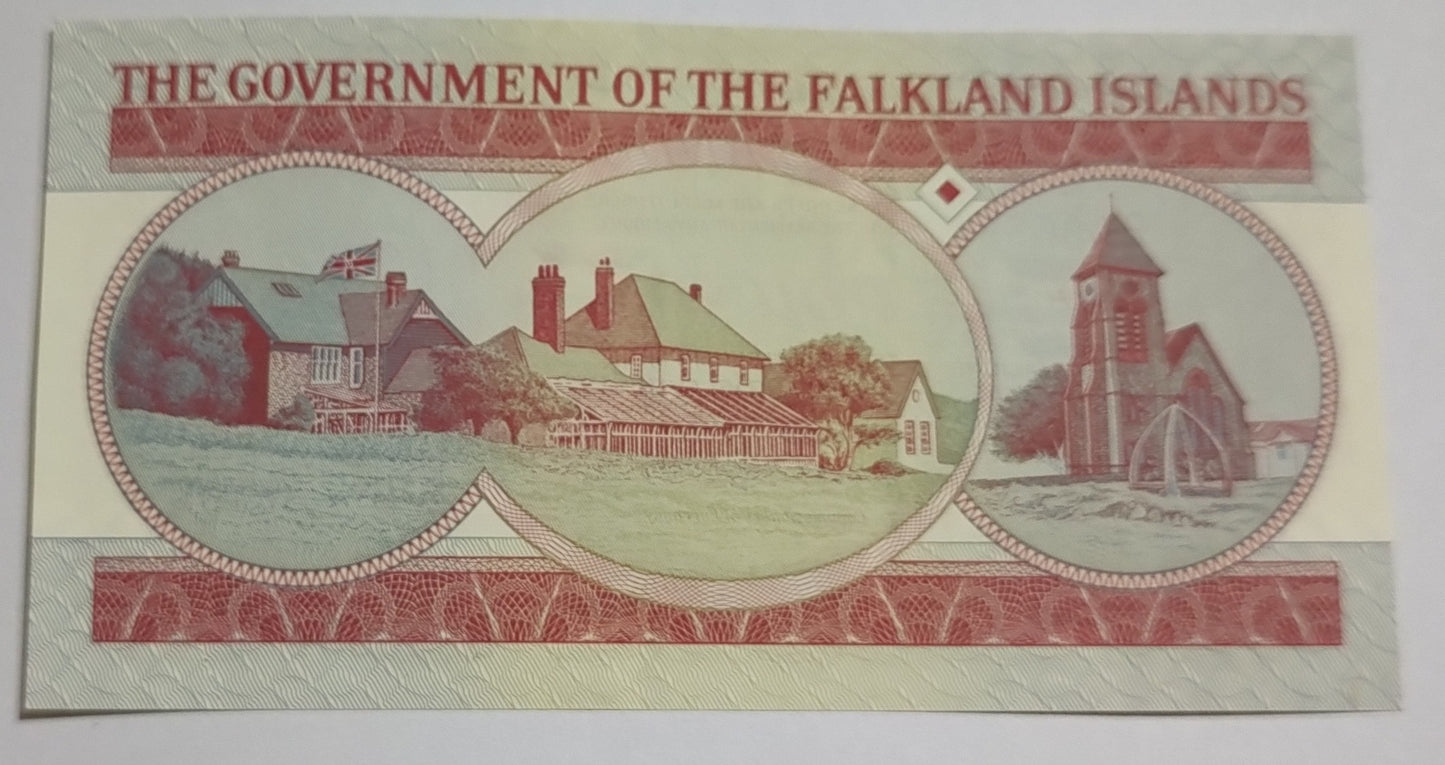 THE GOVERNMENT OF THE FALKLAND ISLANDS